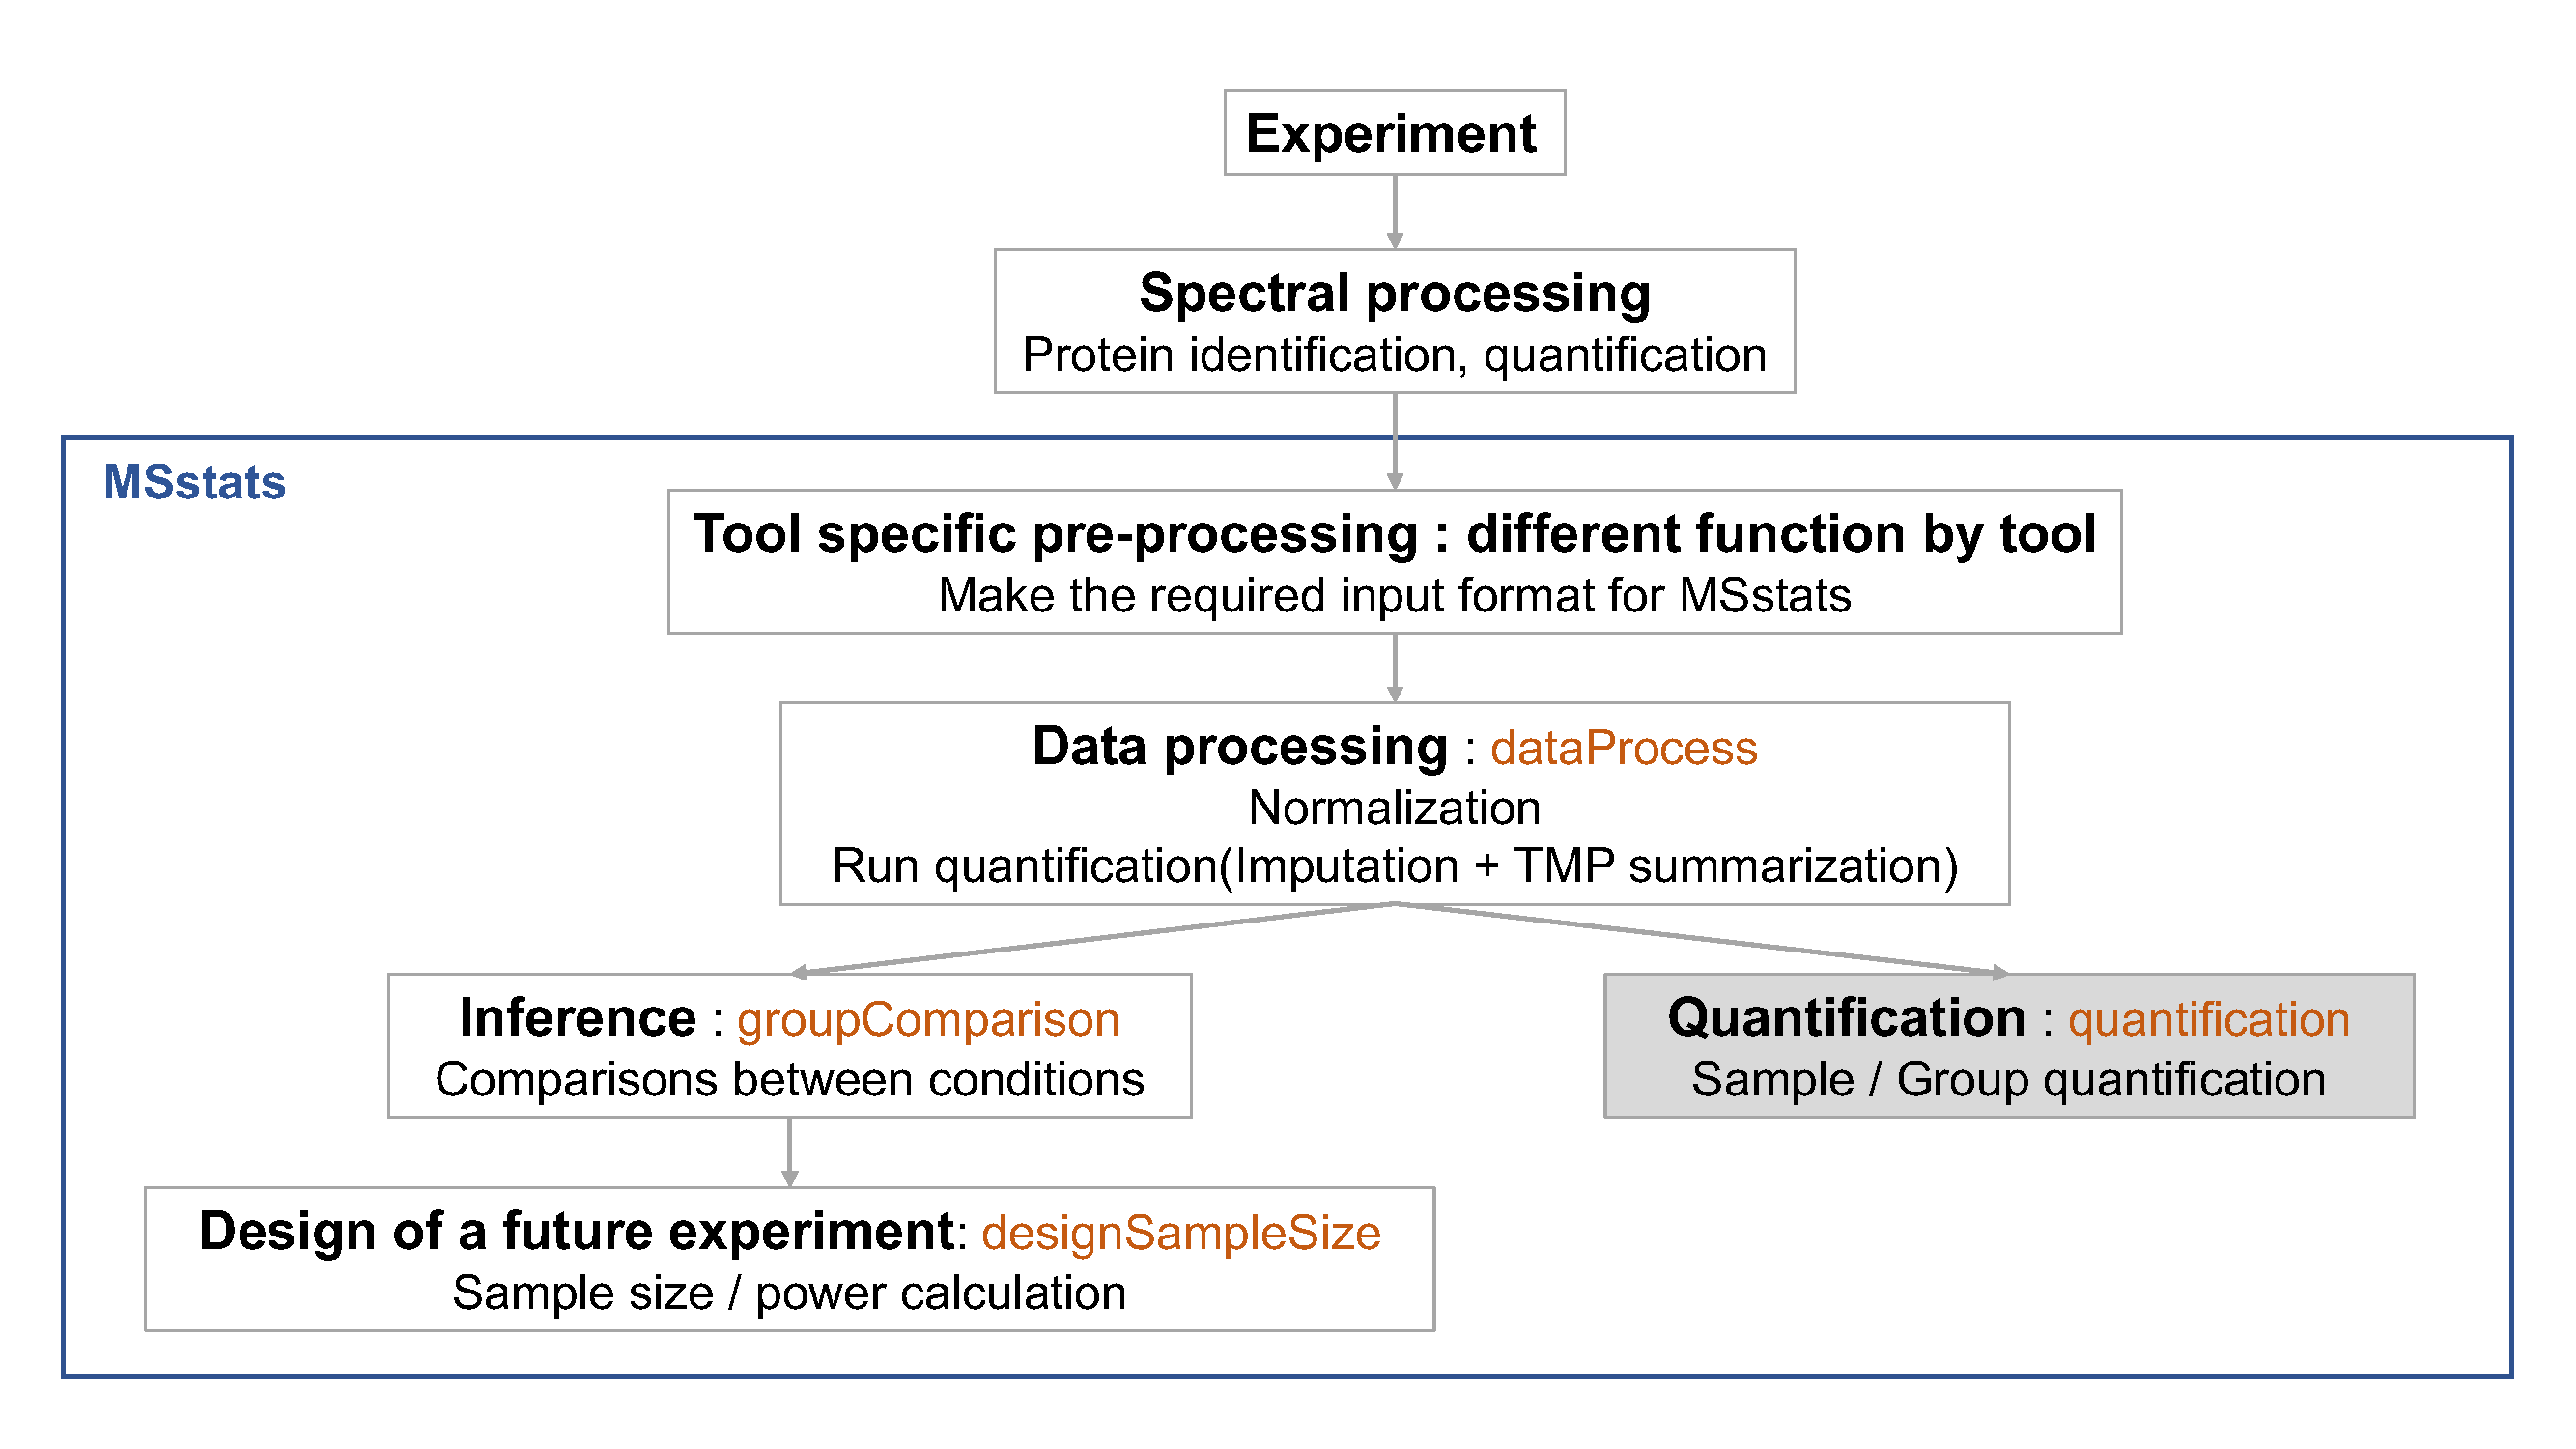 Experiment
Spectral processing
Protein identification, quantification
MSstats
Tool specific pre-processing : different function by tool
Make the required input format for MSstats
Data processing : dataProcess
Normalization
Run quantification(Imputation + TMP summarization)
Inference : groupComparison
Comparisons between conditions
Quantification : quantification
Sample / Group quantification
Design of a future experiment: designSampleSize
Sample size / power calculation